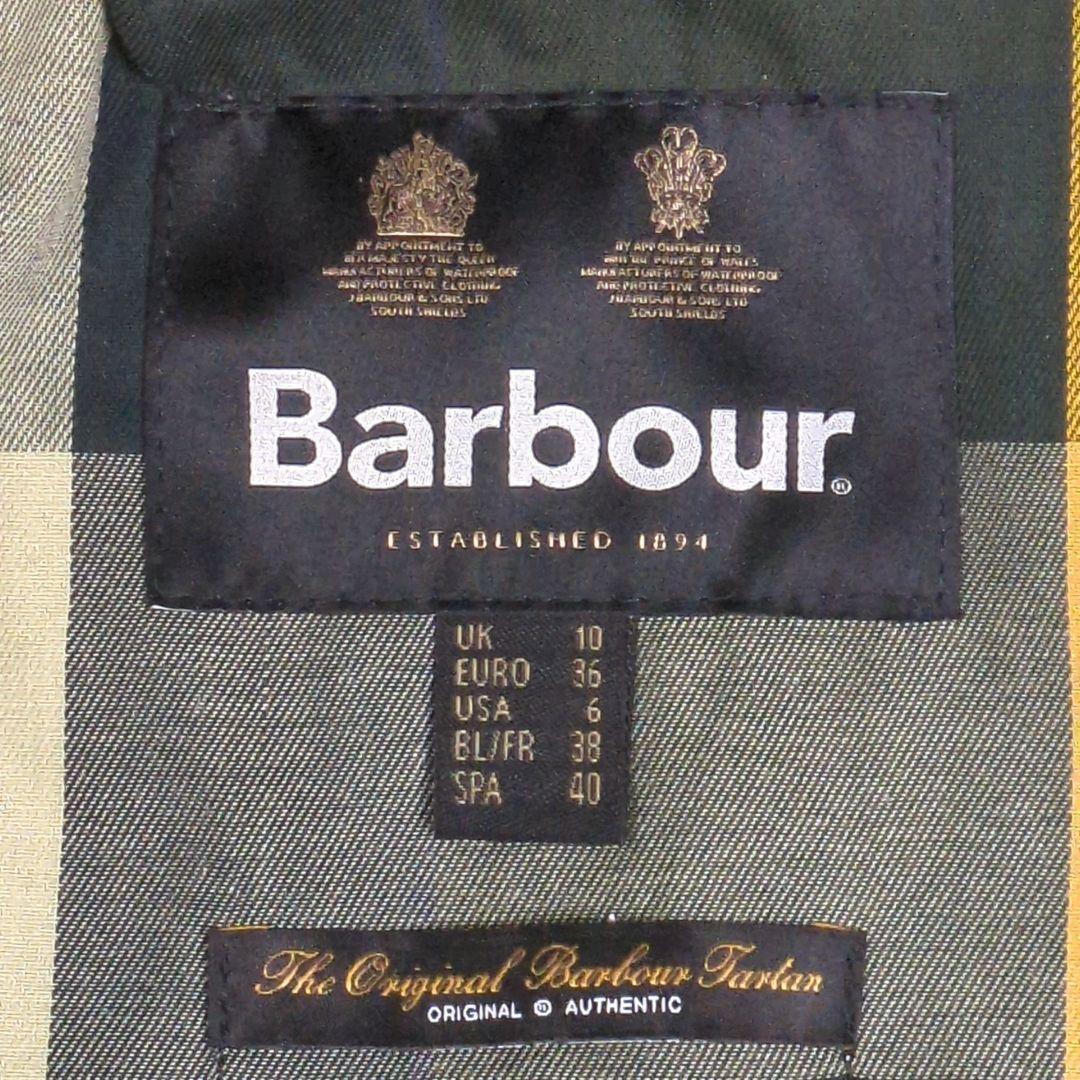 BY APPOINTMENT TO
HER MAJESTY THE QUEEN
MANUFACTURERS OF WATERPROOF
AND PROTECTIVE CLOTHING
J BARBOUR & SONS LTD
SOUTH SHIELDS
BY APPOINTMENT TO
HRH THE PRINCE OF WALES
MANUFACTURERS OF WATERPROOF
AND PROTECTIVE CLOTHING
J BARBOUR & SONS LTD
SOUTH SHIELDS
Barbour®
ESTABLISHED 1894
UK 10
EURO 36
USA 6
BL/FR 38
SPA 40
The Original Barbour Tartan
ORIGINAL ® AUTHENTIC